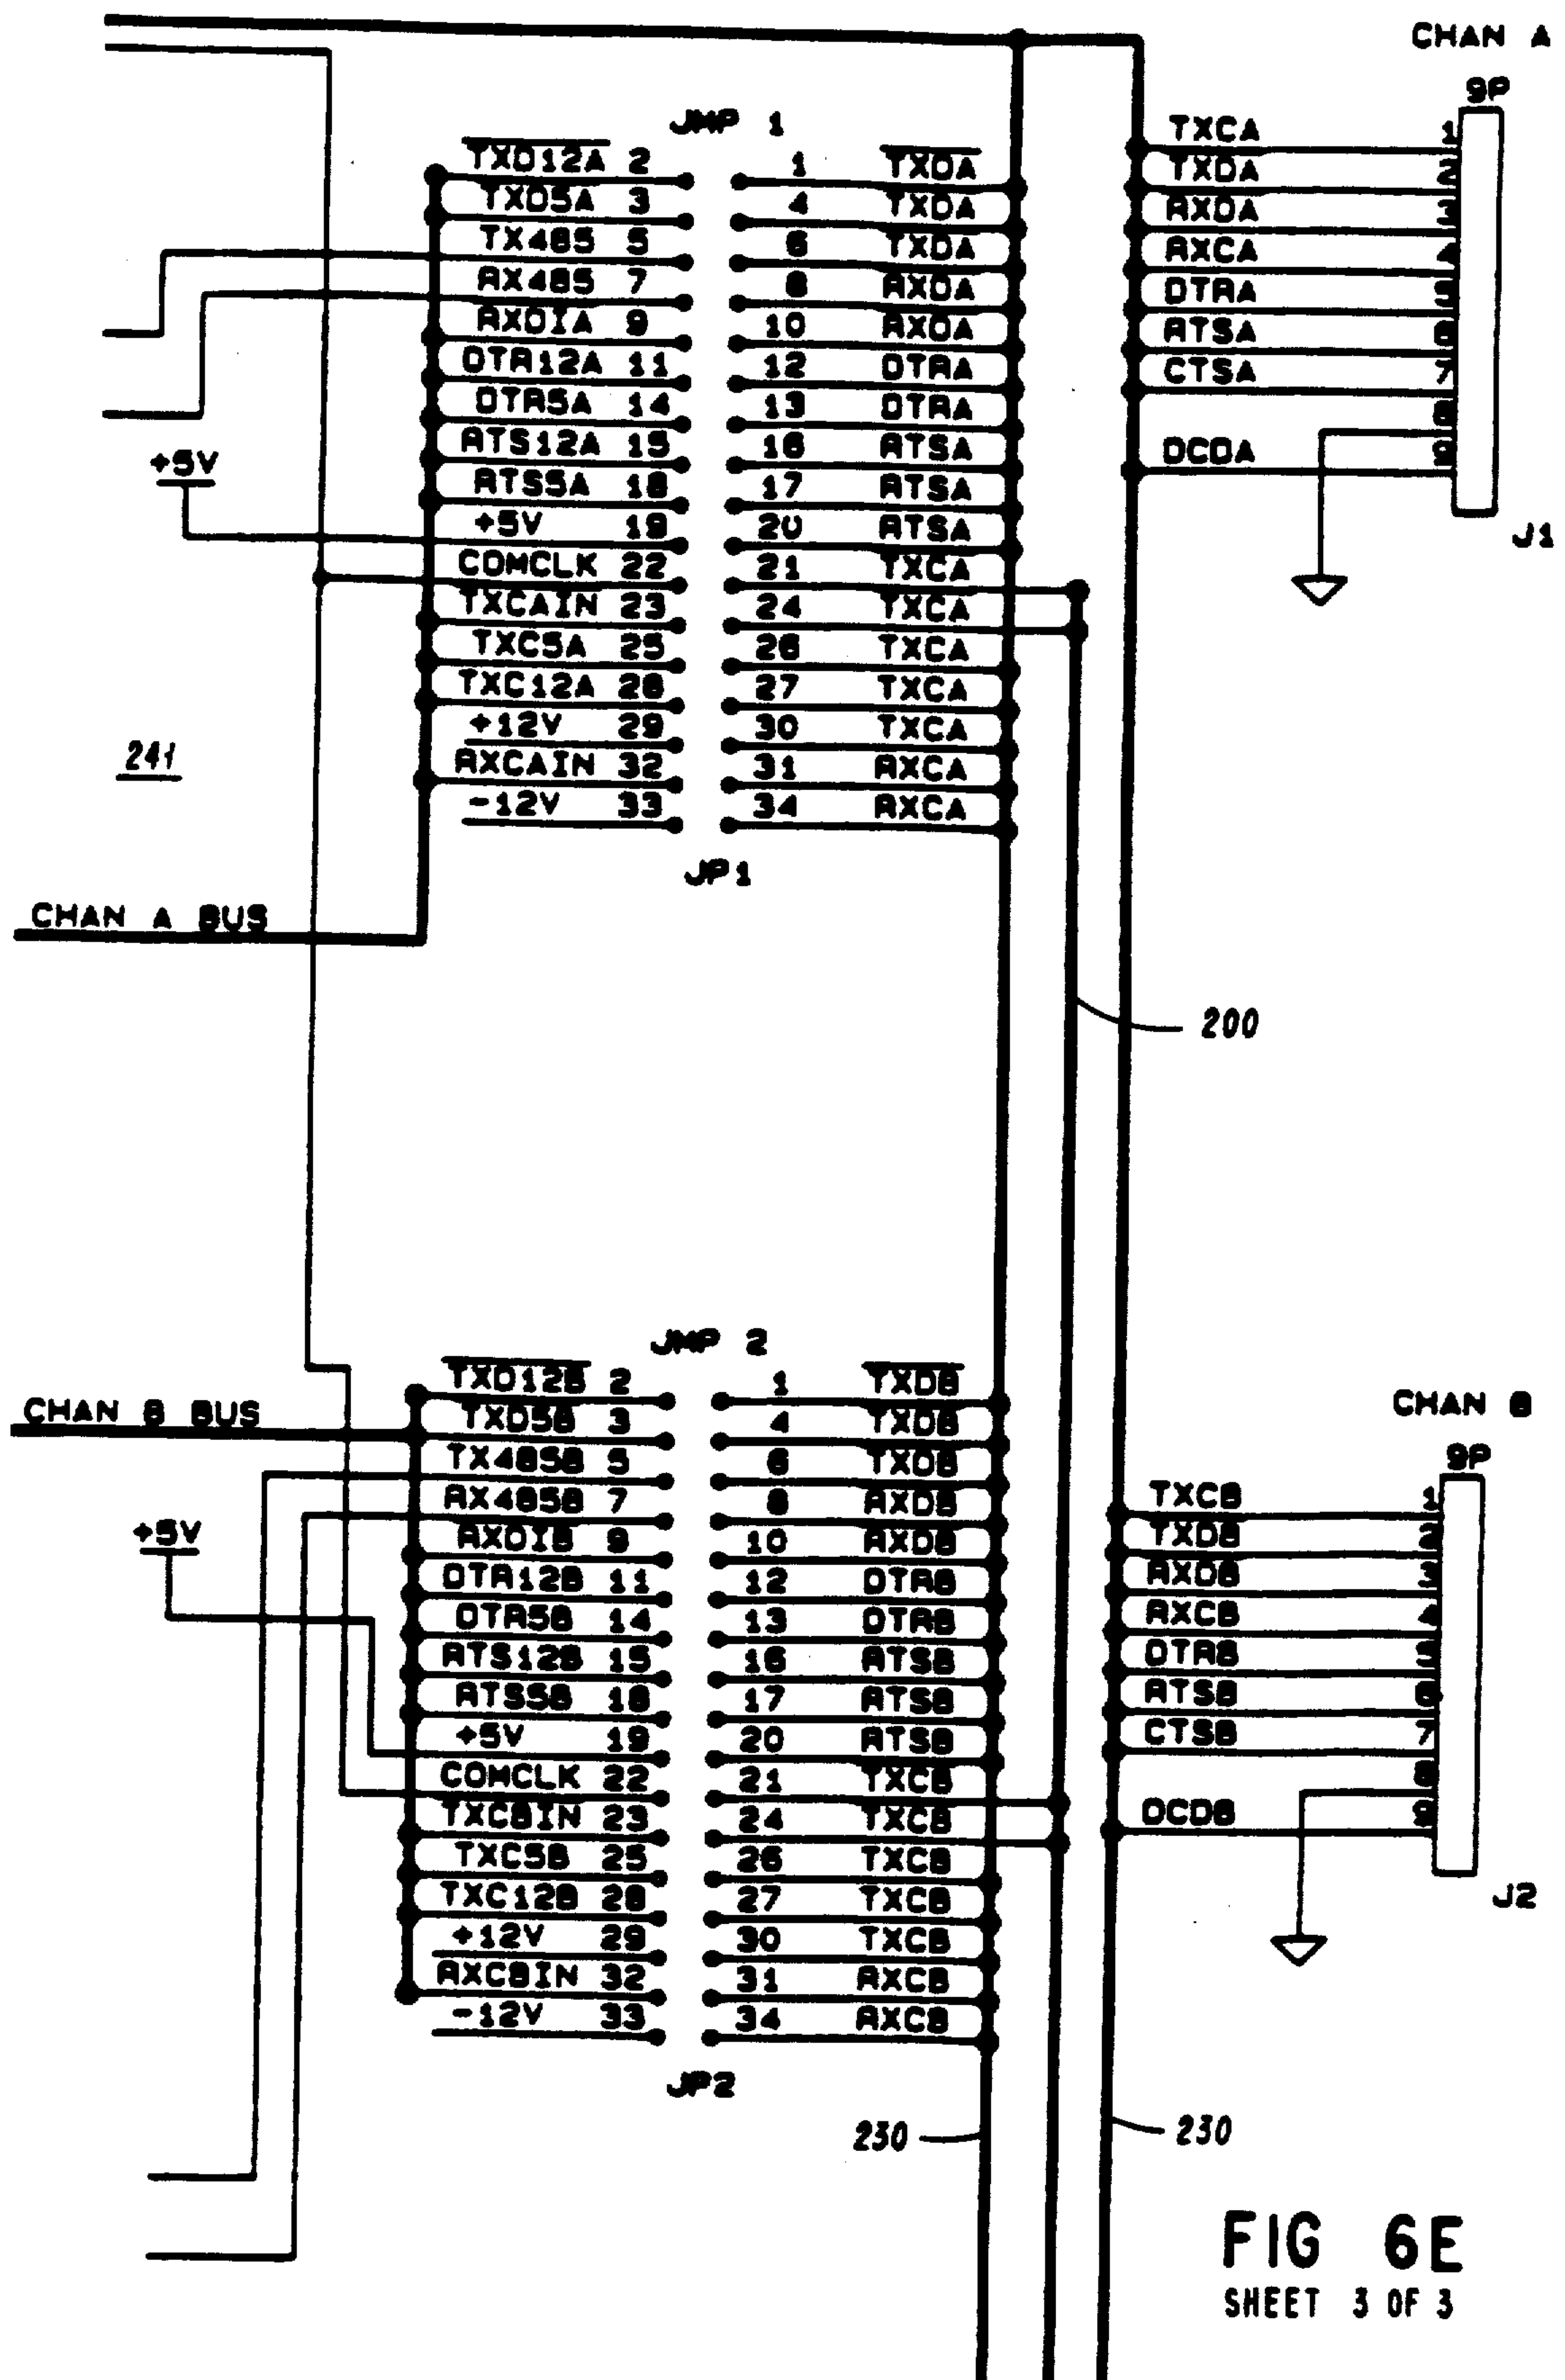 CHAN A
9P
JMP 1
TXD12A 2 1 TXDA
TXD5A 3 4 TXDA
TX485 5 6 TXDA
RX485 7 8 RXDA
RXDIA 9 10 RXDA
DTR12A 11 12 DTRA
DTR5A 14 13 DTRA
RTS12A 15 16 RTSA
RTS5A 18 17 RTSA
+5V 19 20 RTSA
COMCLK 22 21 TXCA
TXCAIN 23 24 TXCA
TXC5A 25 26 TXCA
TXC12A 28 27 TXCA
+12V 29 30 TXCA
RXCAIN 32 31 RXCA
-12V 33 34 RXCA
JP1
+5V
TXCA 1
TXDA 2
RXDA 3
RXCA 4
DTRA 5
RTSA 6
CTSA 7
8
DCDA 9
J1
241
CHAN A BUS
200
JMP 2
TXD12B 2 1 TXDB
TXD5B 3 4 TXDB
TX485B 5 6 TXDB
RX485B 7 8 RXDB
RXDIB 9 10 RXDB
DTR12B 11 12 DTRB
DTR5B 14 13 DTRB
RTS12B 15 16 RTSB
RTS5B 18 17 RTSB
+5V 19 20 RTSB
COMCLK 22 21 TXCB
TXCBIN 23 24 TXCB
TXC5B 25 26 TXCB
TXC12B 28 27 TXCB
+12V 29 30 TXCB
RXCBIN 32 31 RXCB
-12V 33 34 RXCB
JP2
CHAN B BUS
+5V
CHAN B
9P
TXCB 1
TXDB 2
RXDB 3
RXCB 4
DTRB 5
RTSB 6
CTSB 7
8
DCDB 9
J2
230
230
FIG 6E
SHEET 3 OF 3